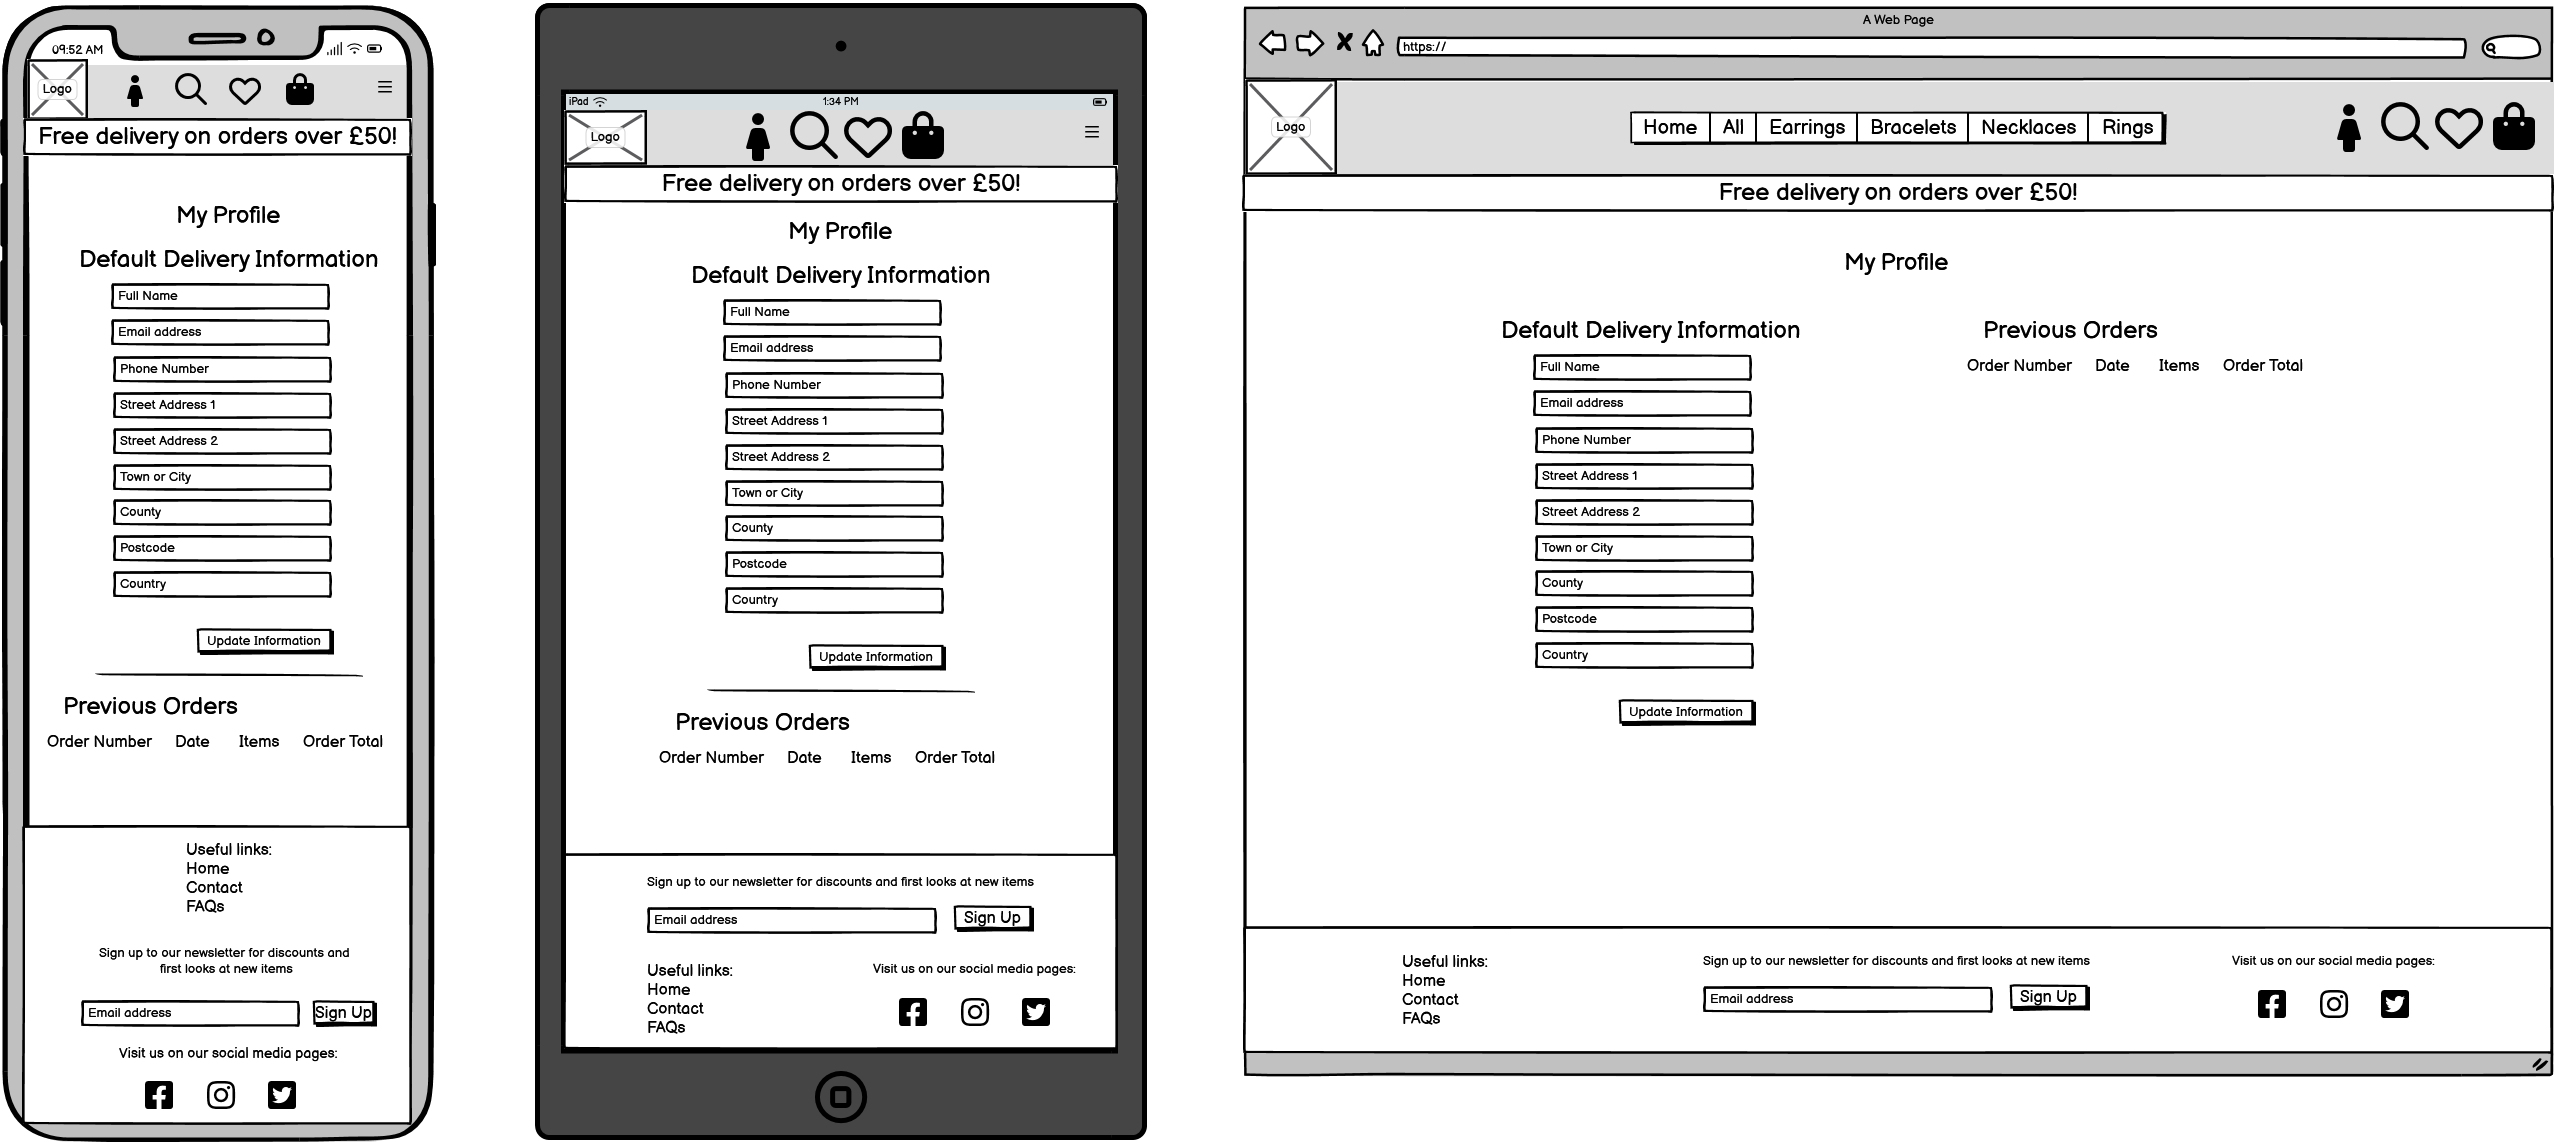 09:52 AM
Logo
Free delivery on orders over £50!
My Profile
Default Delivery Information
Full Name
Email address
Phone Number
Street Address 1
Street Address 2
Town or City
County
Postcode
Country
Update Information
Previous Orders
Order Number Date Items Order Total
Useful links:
Home
Contact
FAQs
Sign up to our newsletter for discounts and
first looks at new items
Email address Sign Up
Visit us on our social media pages:
iPad 1:34 PM
Logo
Free delivery on orders over £50!
My Profile
Default Delivery Information
Full Name
Email address
Phone Number
Street Address 1
Street Address 2
Town or City
County
Postcode
Country
Update Information
Previous Orders
Order Number Date Items Order Total
Sign up to our newsletter for discounts and first looks at new items
Email address Sign Up
Useful links:
Home
Contact
FAQs
Visit us on our social media pages:
A Web Page
https://
Logo
Home All Earrings Bracelets Necklaces Rings
Free delivery on orders over £50!
My Profile
Default Delivery Information
Full Name
Email address
Phone Number
Street Address 1
Street Address 2
Town or City
County
Postcode
Country
Update Information
Previous Orders
Order Number Date Items Order Total
Useful links:
Home
Contact
FAQs
Sign up to our newsletter for discounts and first looks at new items
Email address Sign Up
Visit us on our social media pages: